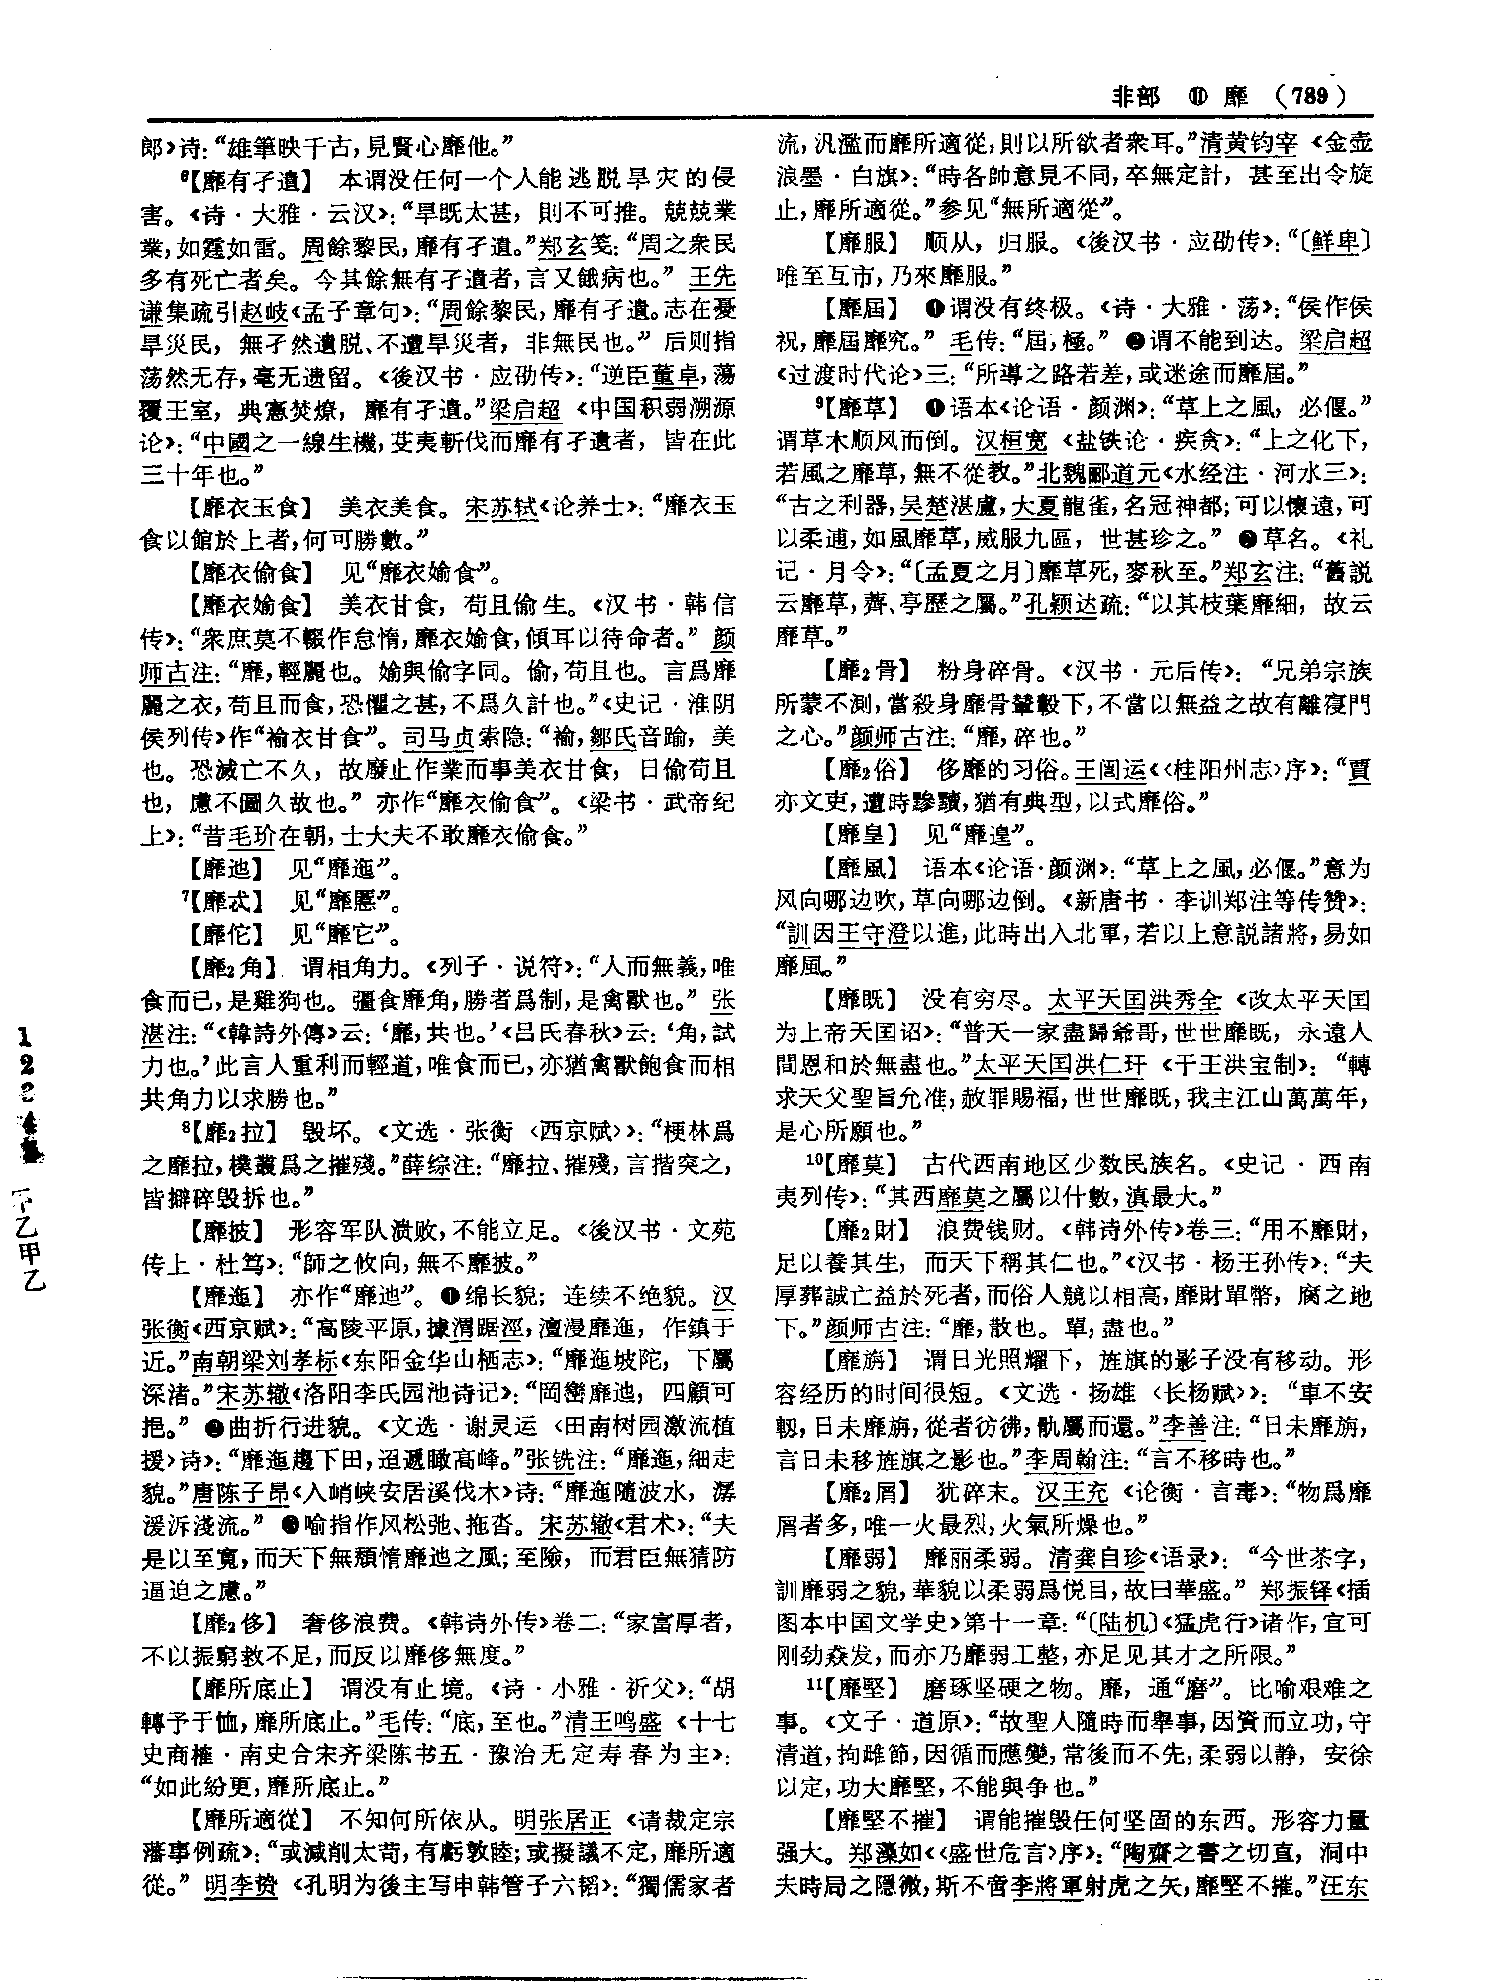 非部 ⑪ 靡 (789)
郎》诗：“雄筆映千古，見賢心靡他。”
⁶【靡有孑遺】 本谓没任何一个人能逃脱旱灾的侵
害。《诗·大雅·云汉》：“旱既太甚，則不可推。兢兢業
業，如霆如雷。周餘黎民，靡有孑遺。”郑玄笺：“周之衆民
多有死亡者矣。今其餘無有孑遺者，言又餓病也。”王先
谦集疏引赵岐《孟子章句》：“周餘黎民，靡有孑遺。志在憂
旱災民，無孑然遺脱、不遭旱災者，非無民也。”后则指
荡然无存，毫无遗留。《後汉书·应劭传》：“逆臣董卓，蕩
覆王室，典憲焚燎，靡有孑遺。”梁启超《中国积弱溯源
论》：“中國之一線生機，芟夷斬伐而靡有孑遺者，皆在此
三十年也。”
【靡衣玉食】 美衣美食。宋苏轼《论养士》：“靡衣玉
食以館於上者，何可勝數。”
【靡衣偷食】 见“靡衣媮食”。
【靡衣媮食】 美衣甘食，苟且偷生。《汉书·韩信
传》：“衆庶莫不輟作怠惰，靡衣媮食，傾耳以待命者。”颜
师古注：“靡，輕麗也。媮與偷字同。偷，苟且也。言爲靡
麗之衣，苟且而食，恐懼之甚，不爲久計也。”《史记·淮阴
侯列传》作“褕衣甘食”。司马贞索隐：“褕，鄒氏音踰，美
也。恐滅亡不久，故廢止作業而事美衣甘食，日偷苟且
也，慮不圖久故也。”亦作“靡衣偷食”。《梁书·武帝纪
上》：“昔毛玠在朝，士大夫不敢靡衣偷食。”
【靡迆】 见“靡迤”。
⁷【靡忒】 见“靡慝”。
【靡佗】 见“靡它”。
【靡₂角】 谓相角力。《列子·说符》：“人而無義，唯
食而已，是雞狗也。彊食靡角，勝者爲制，是禽獸也。”张
湛注：“《韓詩外傳》云：‘靡，共也。’《吕氏春秋》云：‘角，試
力也。’此言人重利而輕道，唯食而已，亦猶禽獸飽食而相
共角力以求勝也。”
⁸【靡₂拉】 毁坏。《文选·张衡〈西京赋〉》：“梗林爲
之靡拉，樸叢爲之摧殘。”薛综注：“靡拉、摧殘，言揩突之，
皆擗碎毁拆也。”
【靡披】 形容军队溃败，不能立足。《後汉书·文苑
传上·杜笃》：“師之攸向，無不靡披。”
【靡迤】 亦作“靡迆”。❶绵长貌；连续不绝貌。汉
张衡《西京赋》：“高陵平原，據渭踞涇，澶漫靡迤，作鎮于
近。”南朝梁刘孝标《东阳金华山栖志》：“靡迤坡陀，下屬
深渚。”宋苏辙《洛阳李氏园池诗记》：“岡巒靡迆，四顧可
挹。”❷曲折行进貌。《文选·谢灵运〈田南树园激流植
援〉诗》：“靡迤趨下田，迢遞瞰高峰。”张铣注：“靡迤，细走
貌。”唐陈子昂《入峭峡安居溪伐木》诗：“靡迤隨波水，潺
湲泝淺流。”❸喻指作风松弛、拖沓。宋苏辙《君术》：“夫
是以至寬，而天下無頹惰靡迆之風；至險，而君臣無猜防
逼迫之慮。”
【靡₂侈】 奢侈浪费。《韩诗外传》卷二：“家富厚者，
不以振窮救不足，而反以靡侈無度。”
【靡所底止】 谓没有止境。《诗·小雅·祈父》：“胡
轉予于恤，靡所底止。”毛传：“底，至也。”清王鸣盛《十七
史商榷·南史合宋齐梁陈书五·豫治无定寿春为主》：
“如此紛更，靡所底止。”
【靡所適從】 不知何所依从。明张居正《请裁定宗
藩事例疏》：“或減削太苛，有虧敦睦；或擬議不定，靡所適
從。”明李贽《孔明为後主写申韩管子六韬》：“獨儒家者
流，汎濫而靡所適從，則以所欲者衆耳。”清黄钧宰《金壶
浪墨·白旗》：“時各帥意見不同，卒無定計，甚至出令旋
止，靡所適從。”参见“無所適從”。
【靡服】 顺从，归服。《後汉书·应劭传》：“〔鮮卑〕
唯至互市，乃來靡服。”
【靡屆】 ❶谓没有终极。《诗·大雅·荡》：“侯作侯
祝，靡屆靡究。”毛传：“屆，極。”❷谓不能到达。梁启超
《过渡时代论》三：“所導之路若差，或迷途而靡屆。”
⁹【靡草】 ❶语本《论语·颜渊》：“草上之風，必偃。”
谓草木顺风而倒。汉桓宽《盐铁论·疾贪》：“上之化下，
若風之靡草，無不從教。”北魏郦道元《水经注·河水三》：
“古之利器，吴楚湛盧，大夏龍雀，名冠神都；可以懷遠，可
以柔逋，如風靡草，威服九區，世甚珍之。”❷草名。《礼
记·月令》：“〔孟夏之月〕靡草死，麥秋至。”郑玄注：“舊説
云靡草，薺、亭歷之屬。”孔颖达疏：“以其枝葉靡細，故云
靡草。”
【靡₂骨】 粉身碎骨。《汉书·元后传》：“兄弟宗族
所蒙不測，當殺身靡骨輦轂下，不當以無益之故有離寑門
之心。”颜师古注：“靡，碎也。”
【靡₂俗】 侈靡的习俗。王闿运《〈桂阳州志〉序》：“賈
亦文吏，遭時黲黷，猶有典型，以式靡俗。”
【靡皇】 见“靡遑”。
【靡風】 语本《论语·颜渊》：“草上之風，必偃。”意为
风向哪边吹，草向哪边倒。《新唐书·李训郑注等传赞》：
“訓因王守澄以進，此時出入北軍，若以上意説諸將，易如
靡風。”
【靡既】 没有穷尽。太平天囯洪秀全《改太平天囯
为上帝天囯诏》：“普天一家盡歸爺哥，世世靡既，永遠人
間恩和於無盡也。”太平天囯洪仁玕《干王洪宝制》：“轉
求天父聖旨允准，赦罪賜福，世世靡既，我主江山萬萬年，
是心所願也。”
¹⁰【靡莫】 古代西南地区少数民族名。《史记·西南
夷列传》：“其西靡莫之屬以什數，滇最大。”
【靡₂財】 浪费钱财。《韩诗外传》卷三：“用不靡財，
足以養其生，而天下稱其仁也。”《汉书·杨王孙传》：“夫
厚葬誠亡益於死者，而俗人競以相高，靡財單幣，腐之地
下。”颜师古注：“靡，散也。單，盡也。”
【靡旃】 谓日光照耀下，旌旗的影子没有移动。形
容经历的时间很短。《文选·扬雄〈长杨赋〉》：“車不安
軔，日未靡旃，從者彷彿，骫屬而還。”李善注：“日未靡旃，
言日未移旌旗之影也。”李周翰注：“言不移時也。”
【靡₂屑】 犹碎末。汉王充《论衡·言毒》：“物爲靡
屑者多，唯一火最烈，火氣所燥也。”
【靡弱】 靡丽柔弱。清龚自珍《语录》：“今世荼字，
訓靡弱之貌，華貌以柔弱爲悦目，故曰華盛。”郑振铎《插
图本中国文学史》第十一章：“〔陆机〕《猛虎行》诸作，宜可
刚劲猋发，而亦乃靡弱工整，亦足见其才之所限。”
¹¹【靡堅】 磨琢坚硬之物。靡，通“磨”。比喻艰难之
事。《文子·道原》：“故聖人隨時而舉事，因資而立功，守
清道，拘雌節，因循而應變，常後而不先，柔弱以静，安徐
以定，功大靡堅，不能與争也。”
【靡堅不摧】 谓能摧毁任何坚固的东西。形容力量
强大。郑藻如《〈盛世危言〉序》：“陶齋之書之切直，洞中
夫時局之隱微，斯不啻李將軍射虎之矢，靡堅不摧。”汪东
乙甲乙